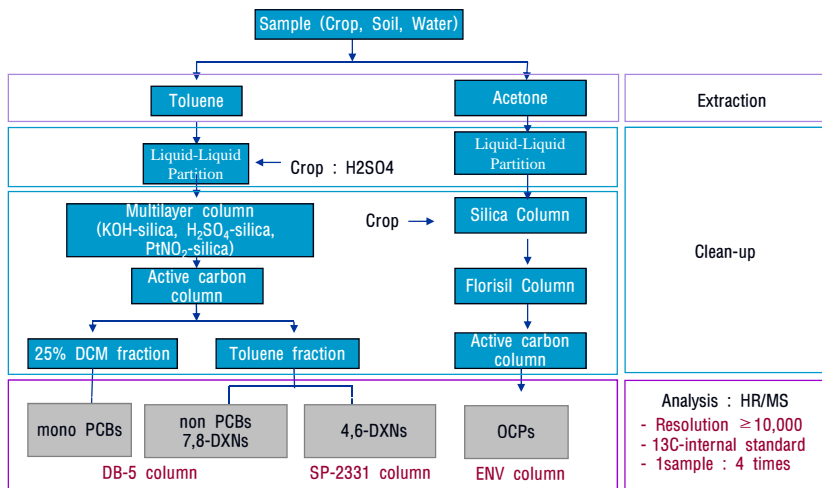 Sample (Crop, Soil, Water)
Toluene
Acetone
Extraction
Liquid-Liquid
Partition
Crop : H2SO4
Liquid-Liquid
Partition
Multilayer column
(KOH-silica, H₂SO₄-silica,
PtNO₂-silica)
Crop
Silica Column
Clean-up
Active carbon
column
Florisil Column
25% DCM fraction
Toluene fraction
Active carbon
column
mono PCBs
non PCBs
7,8-DXNs
4,6-DXNs
OCPs
DB-5 column
SP-2331 column
ENV column
Analysis : HR/MS
- Resolution ≥10,000
- 13C-internal standard
- 1sample : 4 times